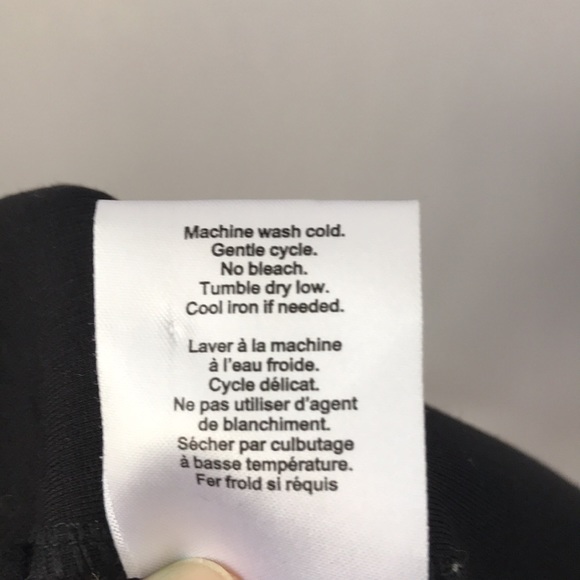 Machine wash cold.
Gentle cycle.
No bleach.
Tumble dry low.
Cool iron if needed.
Laver à la machine
à l'eau froide.
Cycle délicat.
Ne pas utiliser d'agent
de blanchiment.
Sécher par culbutage
à basse température.
Fer froid si réquis